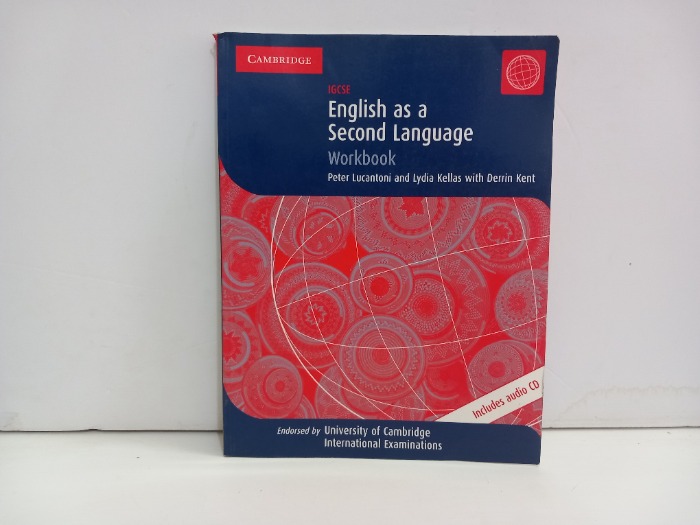 CAMBRIDGE
IGCSE
English as a
Second Language
Workbook
Peter Lucantoni and Lydia Kellas with Derrin Kent
Includes audio CD
Endorsed by University of Cambridge
International Examinations